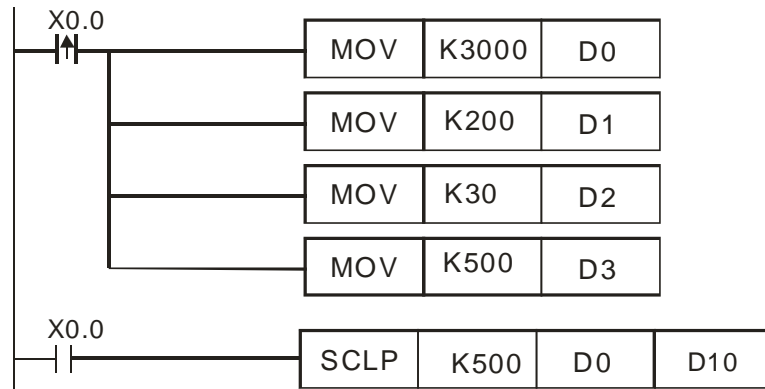 X0.0
MOV K3000 D0
MOV K200 D1
MOV K30 D2
MOV K500 D3
X0.0
SCLP K500 D0 D10